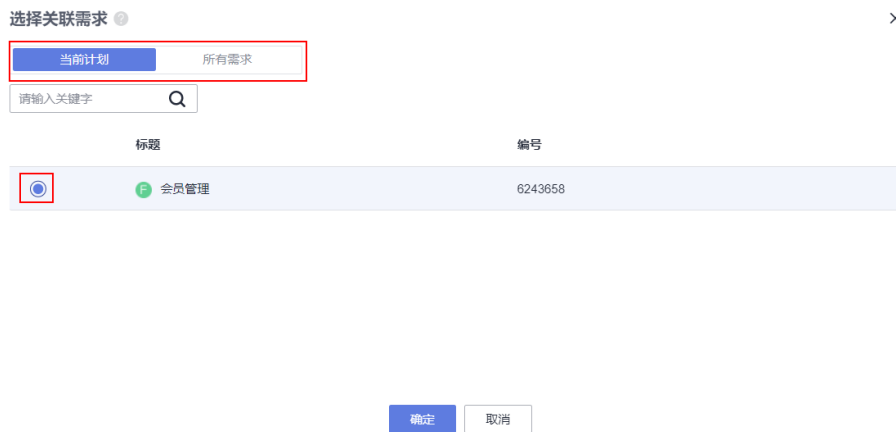 选择关联需求 ?
当前计划 所有需求
请输入关键字
标题 编号
F 会员管理 6243658
确定 取消